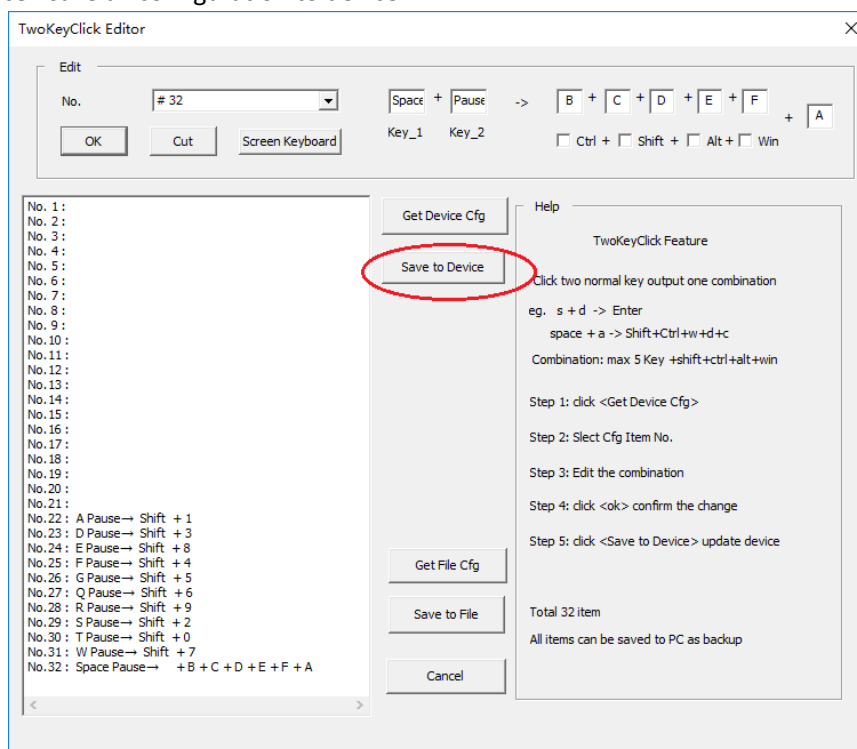 TwoKeyClick Editor
Edit
No. # 32 Space + Pause -> B + C + D + E + F + A
Key_1 Key_2 Ctrl + Shift + Alt + Win
OK Cut Screen Keyboard
No. 1 :
No. 2 :
No. 3 :
No. 4 :
No. 5 :
No. 6 :
No. 7 :
No. 8 :
No. 9 :
No.10 :
No.11 :
No.12 :
No.13 :
No.14 :
No.15 :
No.16 :
No.17 :
No.18 :
No.19 :
No.20 :
No.21 :
No.22 : A Pause→ Shift + 1
No.23 : D Pause→ Shift + 3
No.24 : E Pause→ Shift + 8
No.25 : F Pause→ Shift + 4
No.26 : G Pause→ Shift + 5
No.27 : Q Pause→ Shift + 6
No.28 : R Pause→ Shift + 9
No.29 : S Pause→ Shift + 2
No.30 : T Pause→ Shift + 0
No.31 : W Pause→ Shift + 7
No.32 : Space Pause→ + B + C + D + E + F + A
Get Device Cfg
Save to Device
Get File Cfg
Save to File
Cancel
Help
TwoKeyClick Feature
Click two normal key output one combination
eg. s + d -> Enter
space + a -> Shift+Ctrl+w+d+c
Combination: max 5 Key +shift+ctrl+alt+win
Step 1: click <Get Device Cfg>
Step 2: Slect Cfg Item No.
Step 3: Edit the combination
Step 4: click <ok> confirm the change
Step 5: click <Save to Device> update device
Total 32 item
All items can be saved to PC as backup